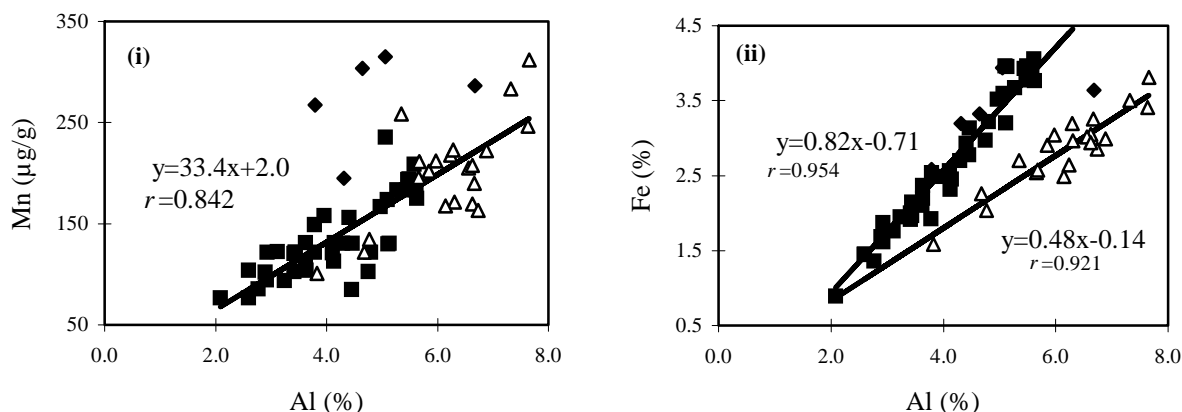 (i)
Mn (µg/g)
350
250
150
50
y=33.4x+2.0
r=0.842
0.0 2.0 4.0 6.0 8.0
Al (%)
(ii)
Fe (%)
4.5
3.5
2.5
1.5
0.5
y=0.82x-0.71
r=0.954
y=0.48x-0.14
r=0.921
0.0 2.0 4.0 6.0 8.0
Al (%)